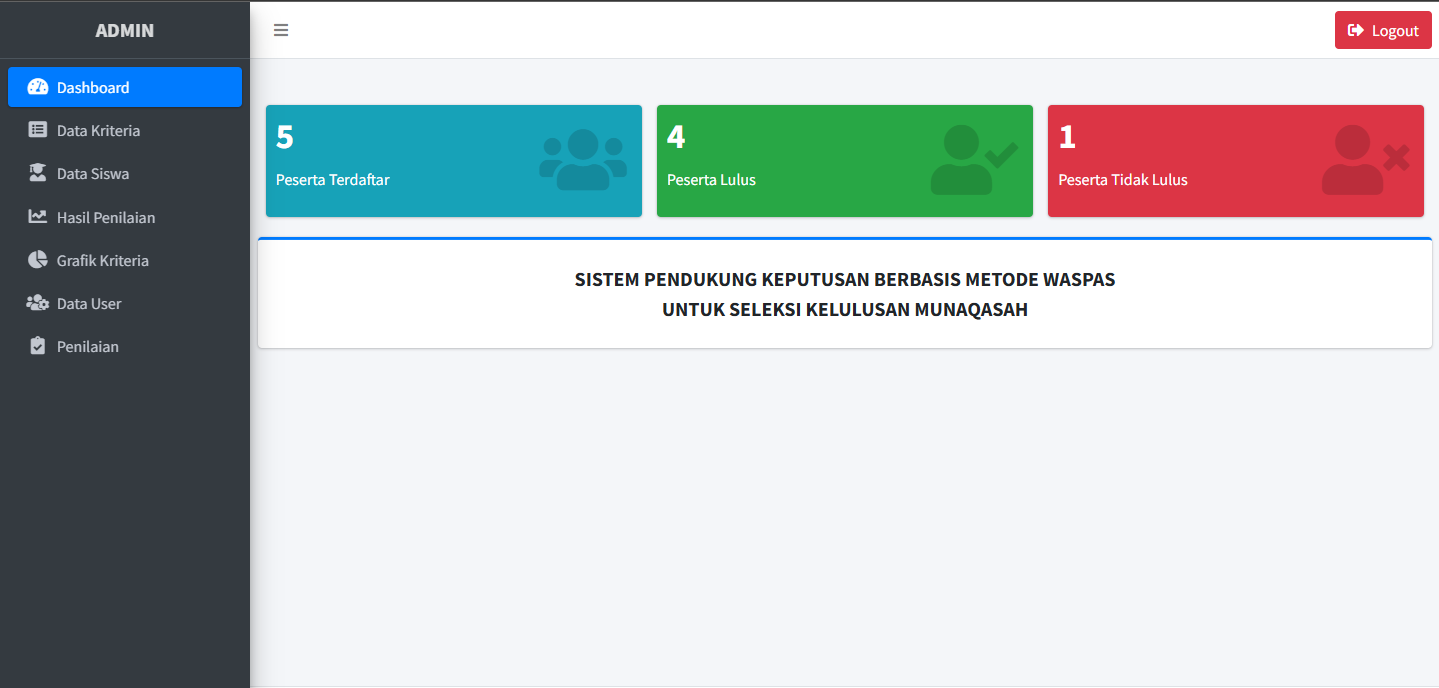 ADMIN
Logout
Dashboard
Data Kriteria
Data Siswa
Hasil Penilaian
Grafik Kriteria
Data User
Penilaian
5
Peserta Terdaftar
4
Peserta Lulus
1
Peserta Tidak Lulus
SISTEM PENDUKUNG KEPUTUSAN BERBASIS METODE WASPAS
UNTUK SELEKSI KELULUSAN MUNAQASAH